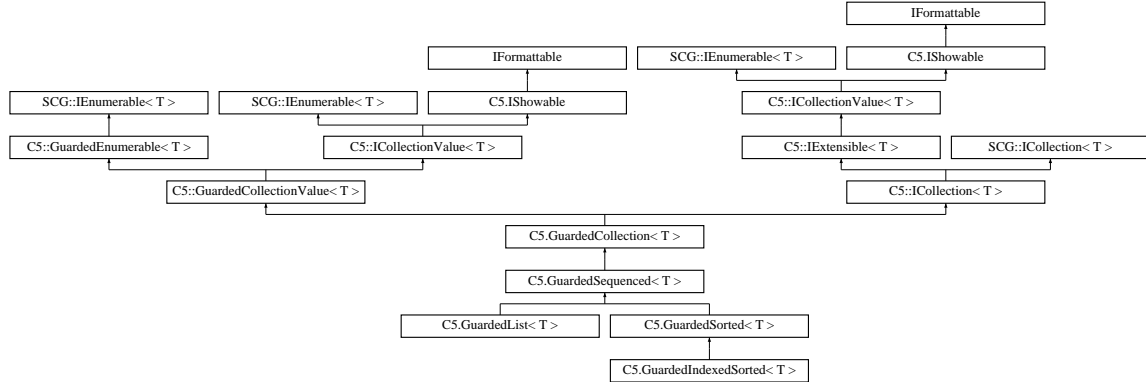 IFormattable
SCG::IEnumerable< T >
C5.IShowable
IFormattable
SCG::IEnumerable< T >
SCG::IEnumerable< T >
C5.IShowable
C5::ICollectionValue< T >
C5::GuardedEnumerable< T >
C5::ICollectionValue< T >
C5::IExtensible< T >
SCG::ICollection< T >
C5::GuardedCollectionValue< T >
C5::ICollection< T >
C5.GuardedCollection< T >
C5.GuardedSequenced< T >
C5.GuardedList< T >
C5.GuardedSorted< T >
C5.GuardedIndexedSorted< T >